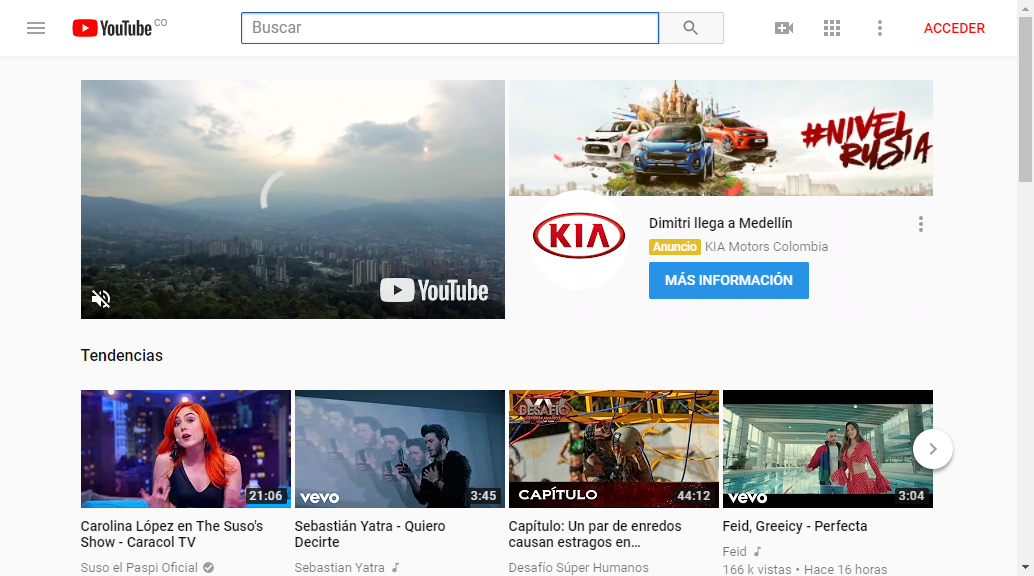 YouTube CO
Buscar
ACCEDER
#NIVEL
RUSIA
YouTube
KIA
Dimitri llega a Medellín
Anuncio KIA Motors Colombia
MÁS INFORMACIÓN
Tendencias
21:06
vevo 3:45
DESAFÍO
CAPÍTULO 44:12
vevo 3:04
Carolina López en The Suso's
Show - Caracol TV
Suso el Paspi Oficial
Sebastián Yatra - Quiero
Decirte
Sebastian Yatra
Capítulo: Un par de enredos
causan estragos en…
Desafío Súper Humanos
Feid, Greeicy - Perfecta
Feid
166 k vistas • Hace 16 horas